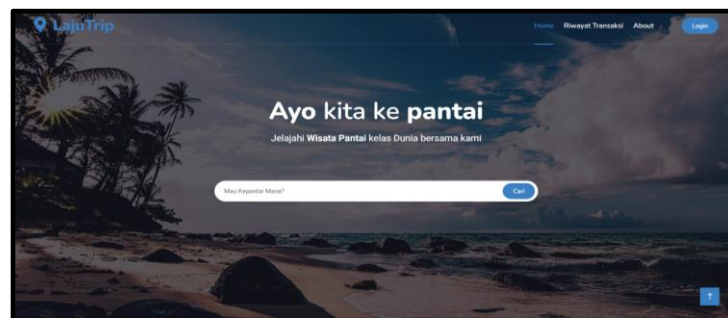 LajuTrip
Home Riwayat Transaksi About Login
Ayo kita ke pantai
Jelajahi Wisata Pantai kelas Dunia bersama kami
Mau Kepantai Mana? Cari